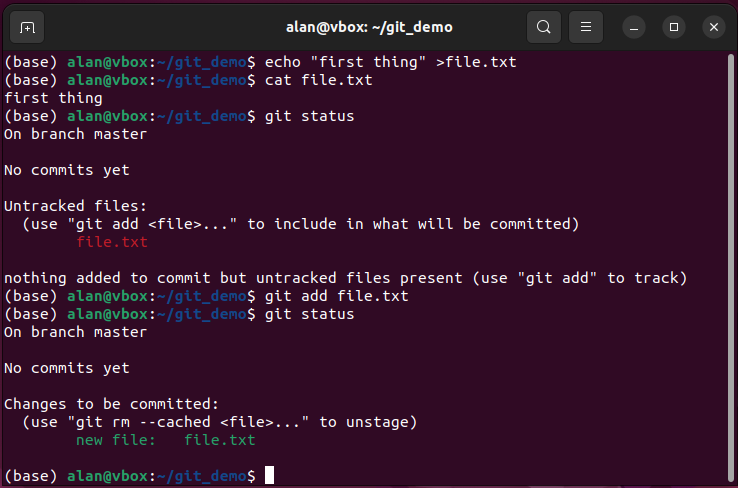 alan@vbox: ~/git_demo
(base) alan@vbox:~/git_demo$ echo "first thing" >file.txt
(base) alan@vbox:~/git_demo$ cat file.txt
first thing
(base) alan@vbox:~/git_demo$ git status
On branch master
No commits yet
Untracked files:
  (use "git add <file>..." to include in what will be committed)
        file.txt
nothing added to commit but untracked files present (use "git add" to track)
(base) alan@vbox:~/git_demo$ git add file.txt
(base) alan@vbox:~/git_demo$ git status
On branch master
No commits yet
Changes to be committed:
  (use "git rm --cached <file>..." to unstage)
        new file:   file.txt
(base) alan@vbox:~/git_demo$